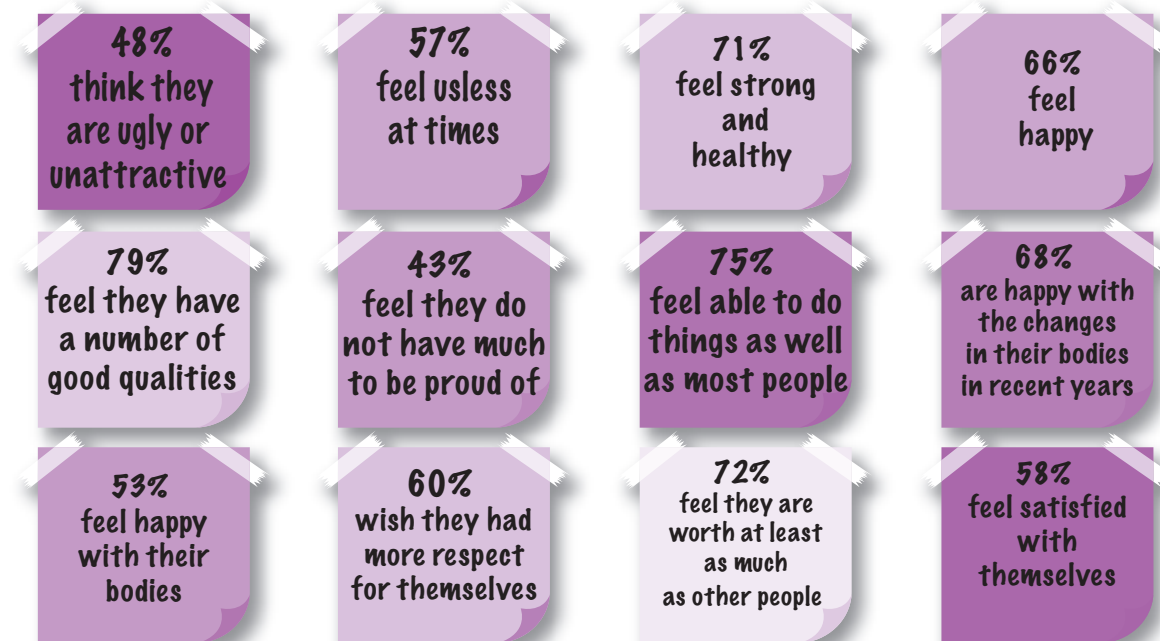 48%
think they
are ugly or
unattractive
57%
feel usless
at times
71%
feel strong
and
healthy
66%
feel
happy
79%
feel they have
a number of
good qualities
43%
feel they do
not have much
to be proud of
75%
feel able to do
things as well
as most people
68%
are happy with
the changes
in their bodies
in recent years
53%
feel happy
with their
bodies
60%
wish they had
more respect
for themselves
72%
feel they are
worth at least
as much
as other people
58%
feel satisfied
with
themselves